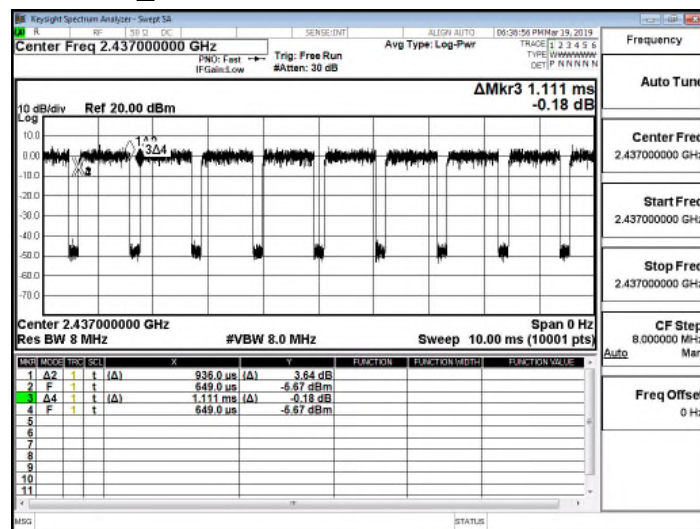 Keysight Spectrum Analyzer - Swept SA
R RF 50 Ω DC SENSE:INT ALIGN AUTO 06:38:56 PM Mar 19, 2019
Center Freq 2.437000000 GHz
PNO: Fast
IFGain:Low
Trig: Free Run
#Atten: 30 dB
Avg Type: Log-Pwr
TRACE 1 2 3 4 5 6
TYPE WWWWWW
DET P N N N N N
ΔMkr3 1.111 ms
-0.18 dB
10 dB/div Ref 20.00 dBm
Log
10.0
0.00
-10.0
-20.0
-30.0
-40.0
-50.0
-60.0
-70.0
3Δ4
Center 2.437000000 GHz Span 0 Hz
Res BW 8 MHz #VBW 8.0 MHz Sweep 10.00 ms (10001 pts)
MKR MODE TRC SCL X Y FUNCTION FUNCTION WIDTH FUNCTION VALUE
1 Δ2 1 t (Δ) 936.0 us (Δ) 3.64 dB
2 F 1 t 649.0 us -6.67 dBm
3 Δ4 1 t (Δ) 1.111 ms (Δ) -0.18 dB
4 F 1 t 649.0 us -6.67 dBm
5
6
7
8
9
10
11
MSG STATUS
Frequency
Auto Tune
Center Freq
2.437000000 GHz
Start Freq
2.437000000 GHz
Stop Freq
2.437000000 GHz
CF Step
8.000000 MHz
Auto Man
Freq Offset
0 Hz